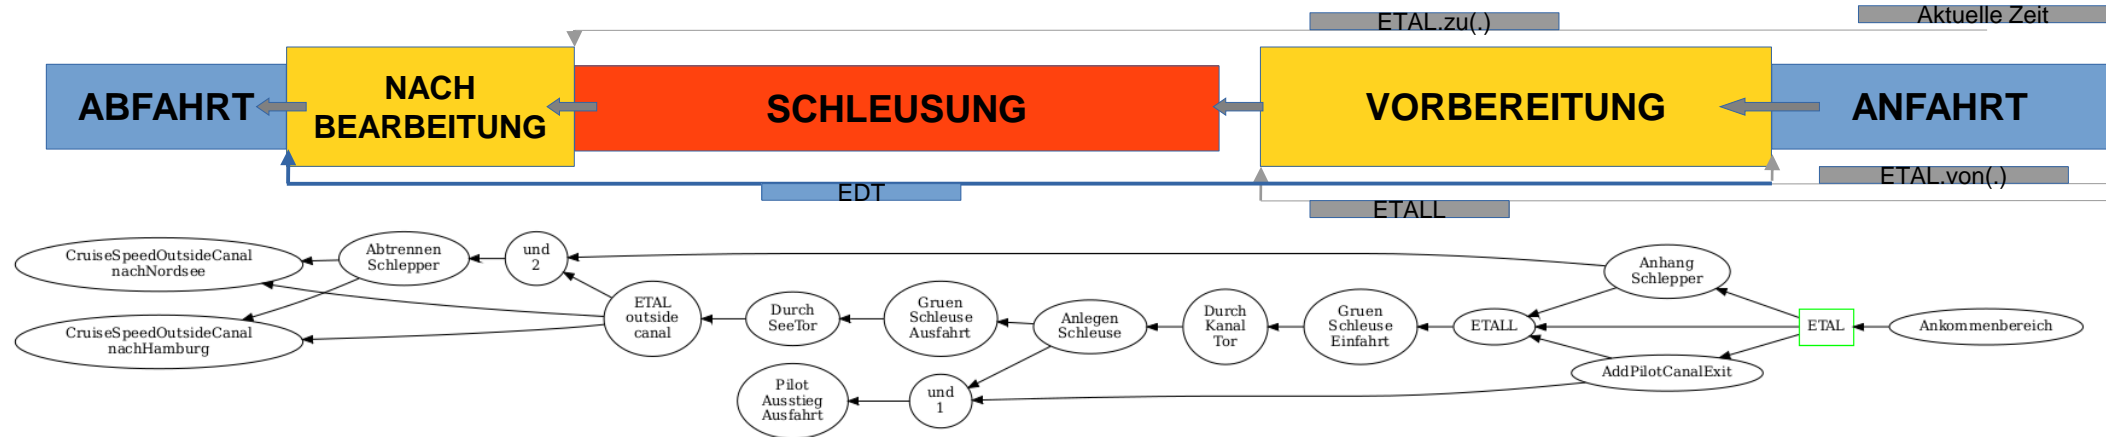 Aktuelle Zeit
ETAL.zu(.)
ABFAHRT
NACH
BEARBEITUNG
SCHLEUSUNG
VORBEREITUNG
ANFAHRT
ETAL.von(.)
EDT
ETALL
CruiseSpeedOutsideCanal
nachNordsee
Abtrennen
Schlepper
und
2
Anhang
Schlepper
CruiseSpeedOutsideCanal
nachHamburg
ETAL
outside
canal
Durch
SeeTor
Gruen
Schleuse
Ausfahrt
Anlegen
Schleuse
Durch
Kanal
Tor
Gruen
Schleuse
Einfahrt
ETALL
ETAL
Ankommenbereich
AddPilotCanalExit
Pilot
Ausstieg
Ausfahrt
und
1